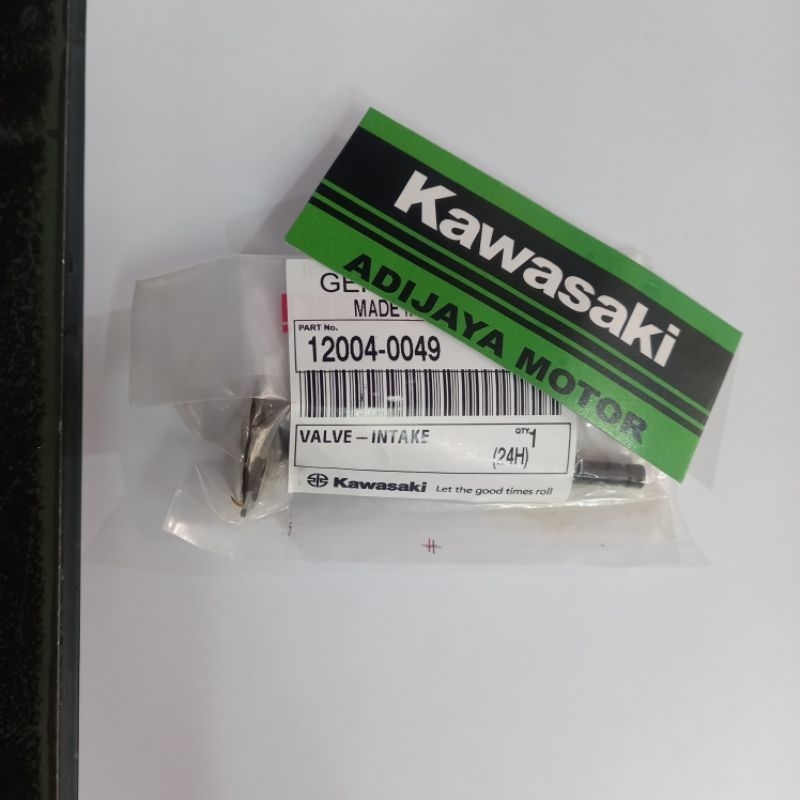 Kawasaki
ADIJAYA MOTOR
MADE
PART No.
12004-0049
VALVE – INTAKE
QTY 1
(24H)
Kawasaki Let the good times roll